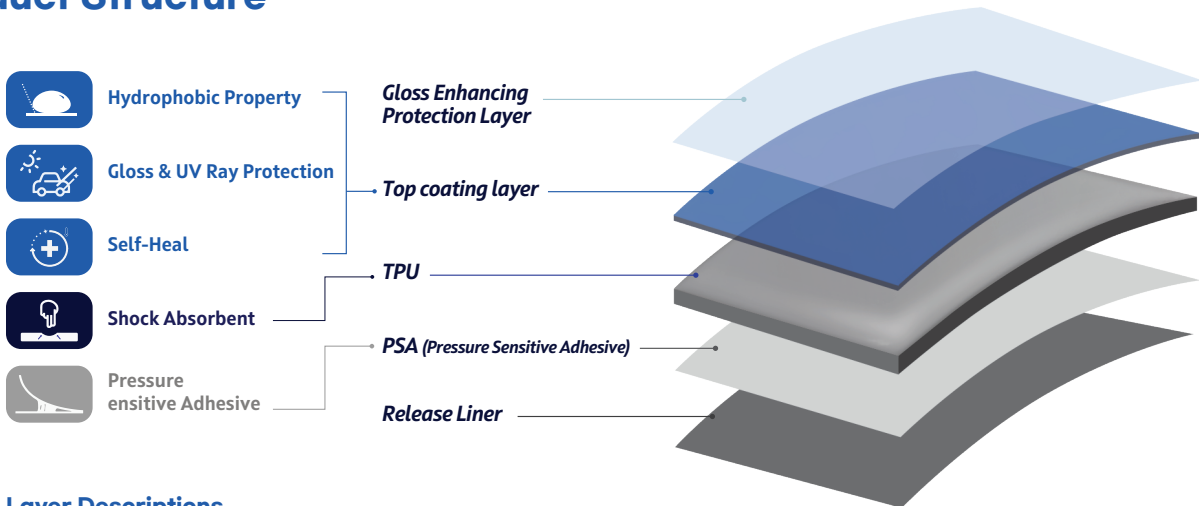 Structure
Hydrophobic Property
Gloss & UV Ray Protection
Self-Heal
Shock Absorbent
Pressure
ensitive Adhesive
Gloss Enhancing
Protection Layer
Top coating layer
TPU
PSA (Pressure Sensitive Adhesive)
Release Liner
Layer Descriptions